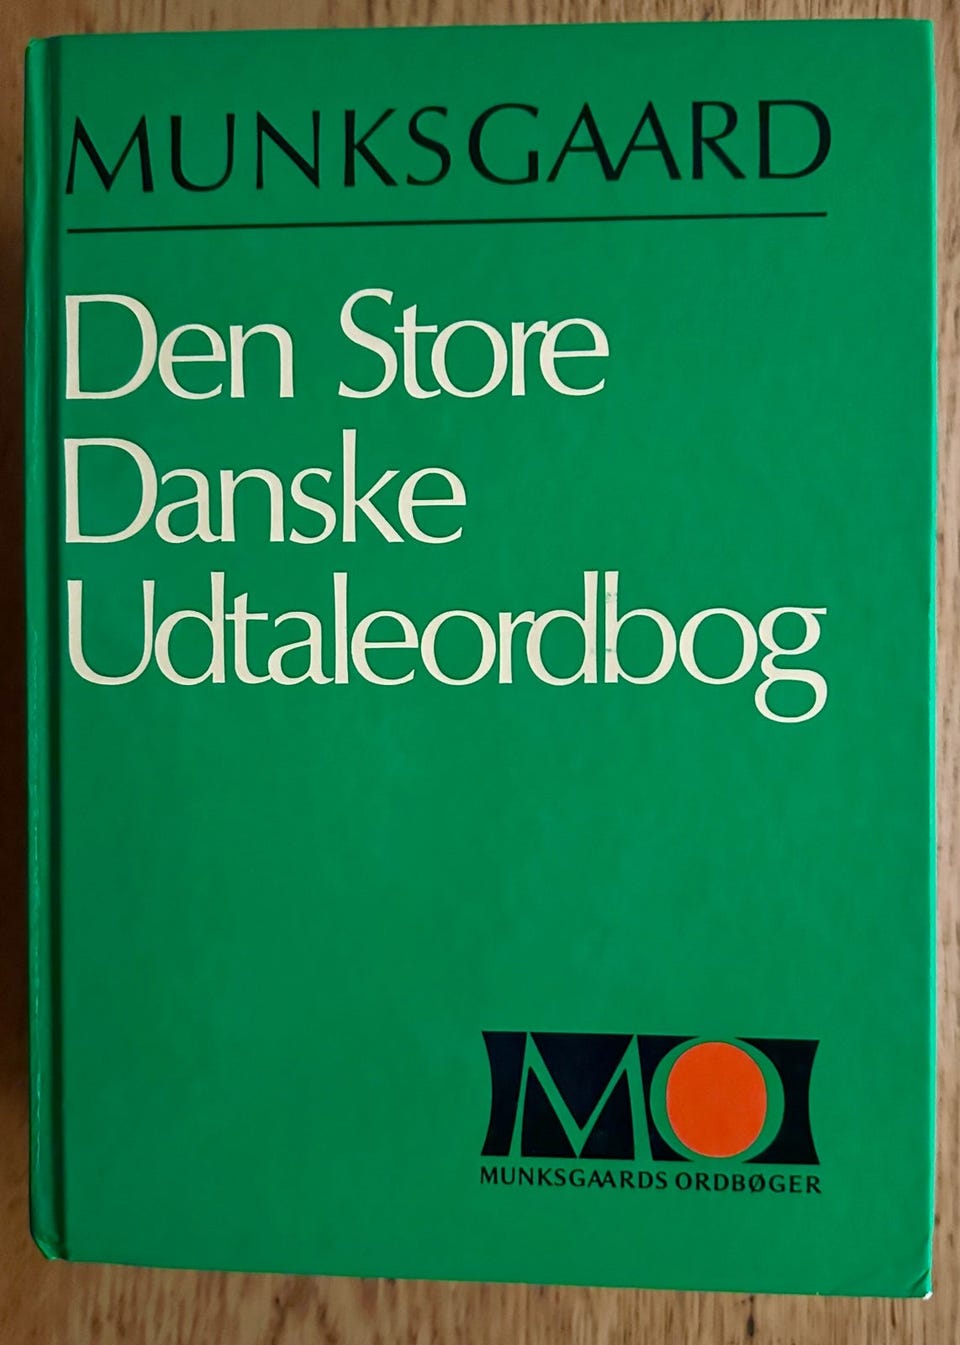 MUNKSGAARD
Den Store
Danske
Udtaleordbog
MO
MUNKSGAARDS ORDBØGER